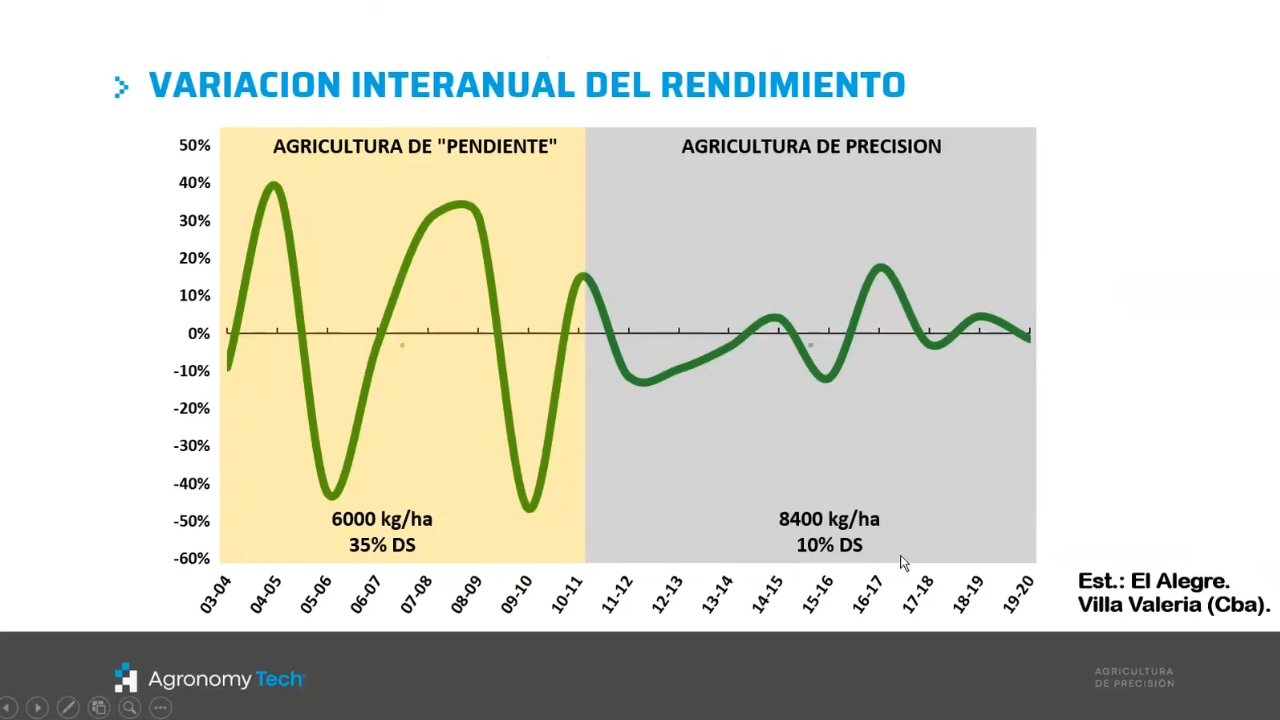 VARIACION INTERANUAL DEL RENDIMIENTO
AGRICULTURA DE "PENDIENTE"
AGRICULTURA DE PRECISION
50%
40%
30%
20%
10%
0%
-10%
-20%
-30%
-40%
-50%
-60%
6000 kg/ha
35% DS
8400 kg/ha
10% DS
03-04
04-05
05-06
06-07
07-08
08-09
09-10
10-11
11-12
12-13
13-14
14-15
15-16
16-17
17-18
18-19
19-20
Est.: El Alegre.
Villa Valeria (Cba).
Agronomy Tech
AGRICULTURA
DE PRECISIÓN